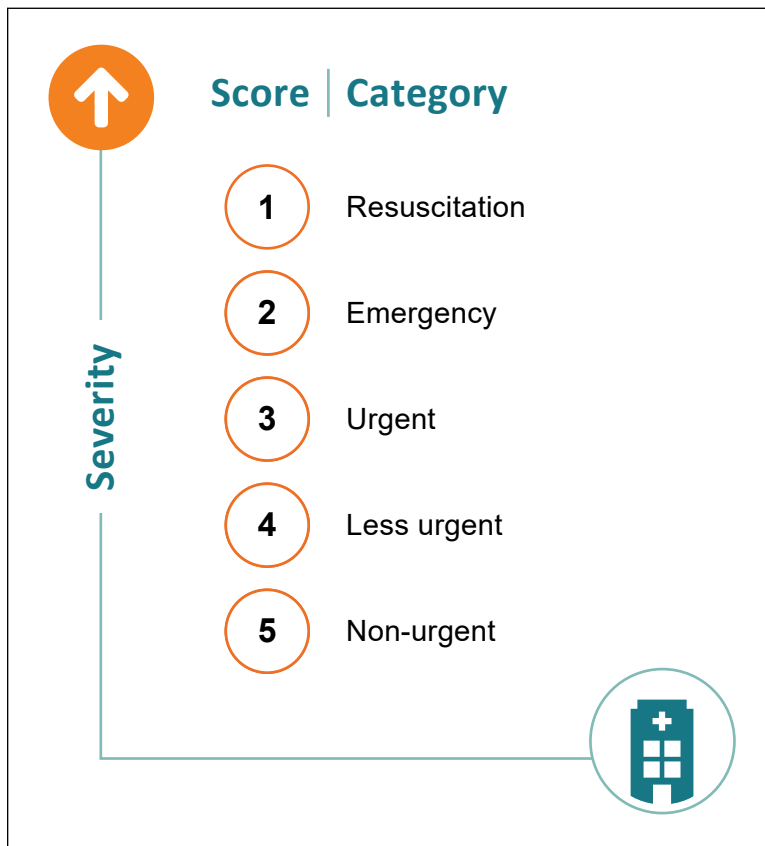 Score | Category
1 Resuscitation
2 Emergency
3 Urgent
4 Less urgent
5 Non-urgent
Severity